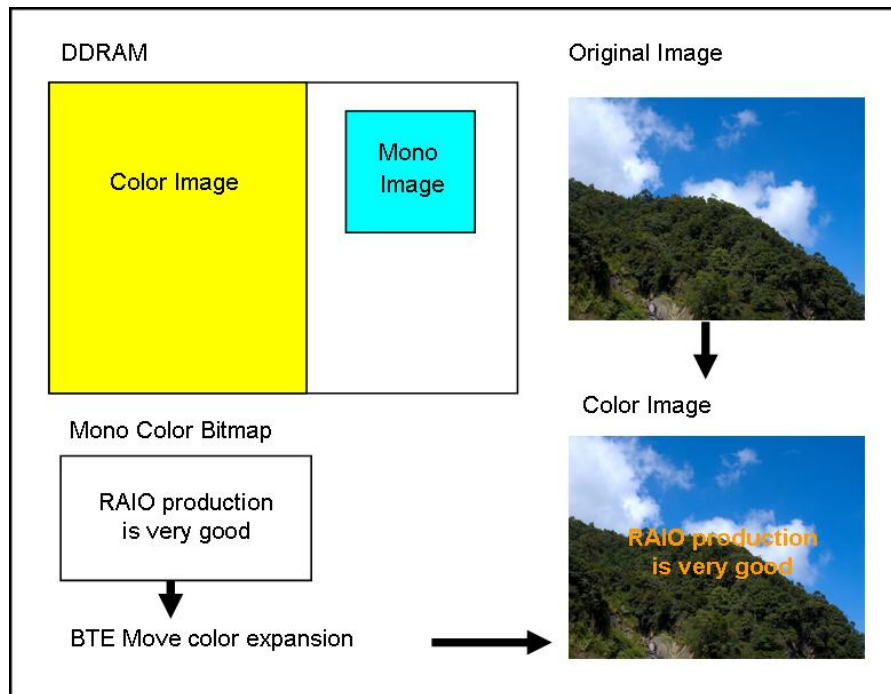 DDRAM
Original Image
Color Image
Mono
Image
Color Image
Mono Color Bitmap
RAIO production
is very good
RAIO production
is very good
BTE Move color expansion